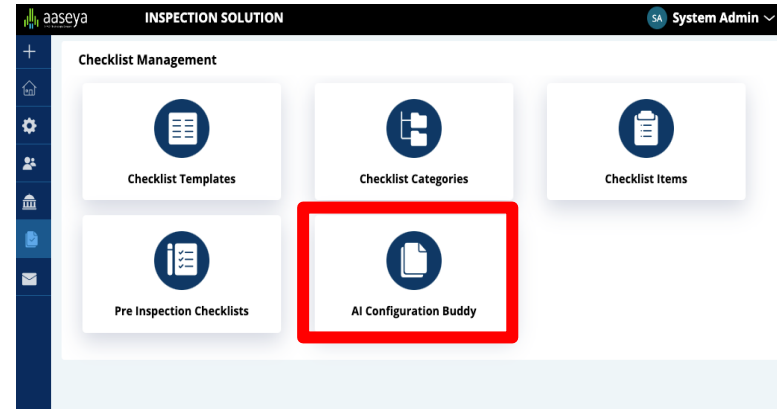 aaseya INSPECTION SOLUTION SA System Admin
Checklist Management
Checklist Templates Checklist Categories Checklist Items
Pre Inspection Checklists AI Configuration Buddy